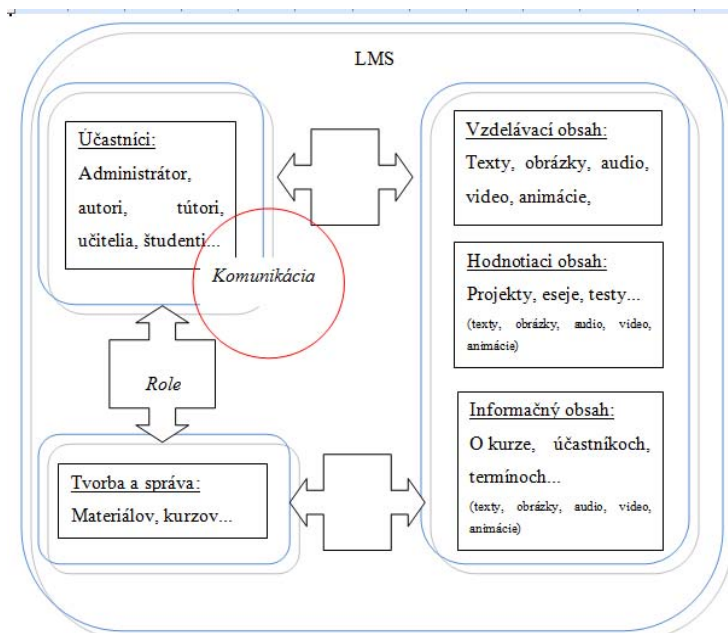 LMS
Účastníci:
Administrátor,
autori, tútori,
učitelia, študenti...
Komunikácia
Role
Tvorba a správa:
Materiálov, kurzov...
Vzdelávací obsah:
Texty, obrázky, audio,
video, animácie,
Hodnotiaci obsah:
Projekty, eseje, testy...
(texty, obrázky, audio, video,
animácie)
Informačný obsah:
O kurze, účastníkoch,
termínoch...
(texty, obrázky, audio, video,
animácie)